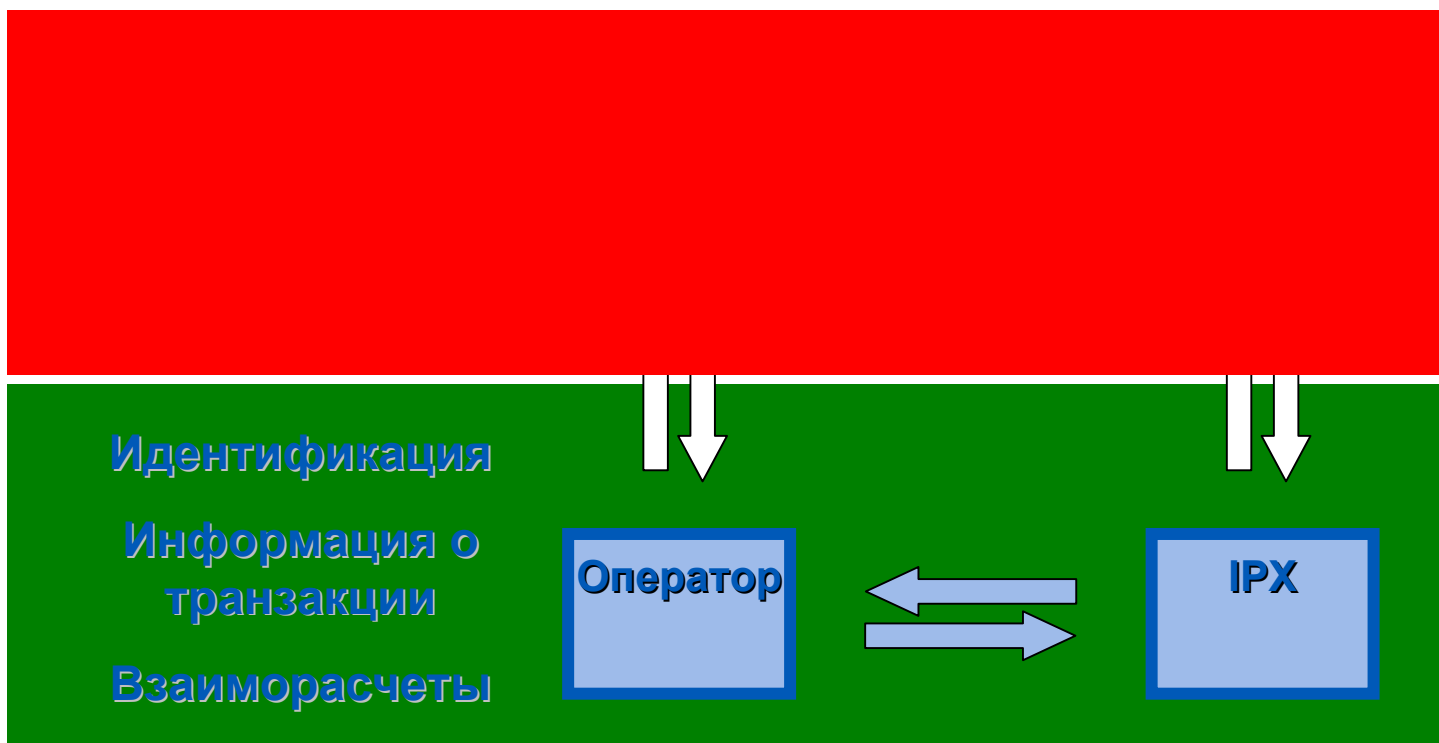 Идентификация
Информация о
транзакции
Взаиморасчеты
Оператор
IPX